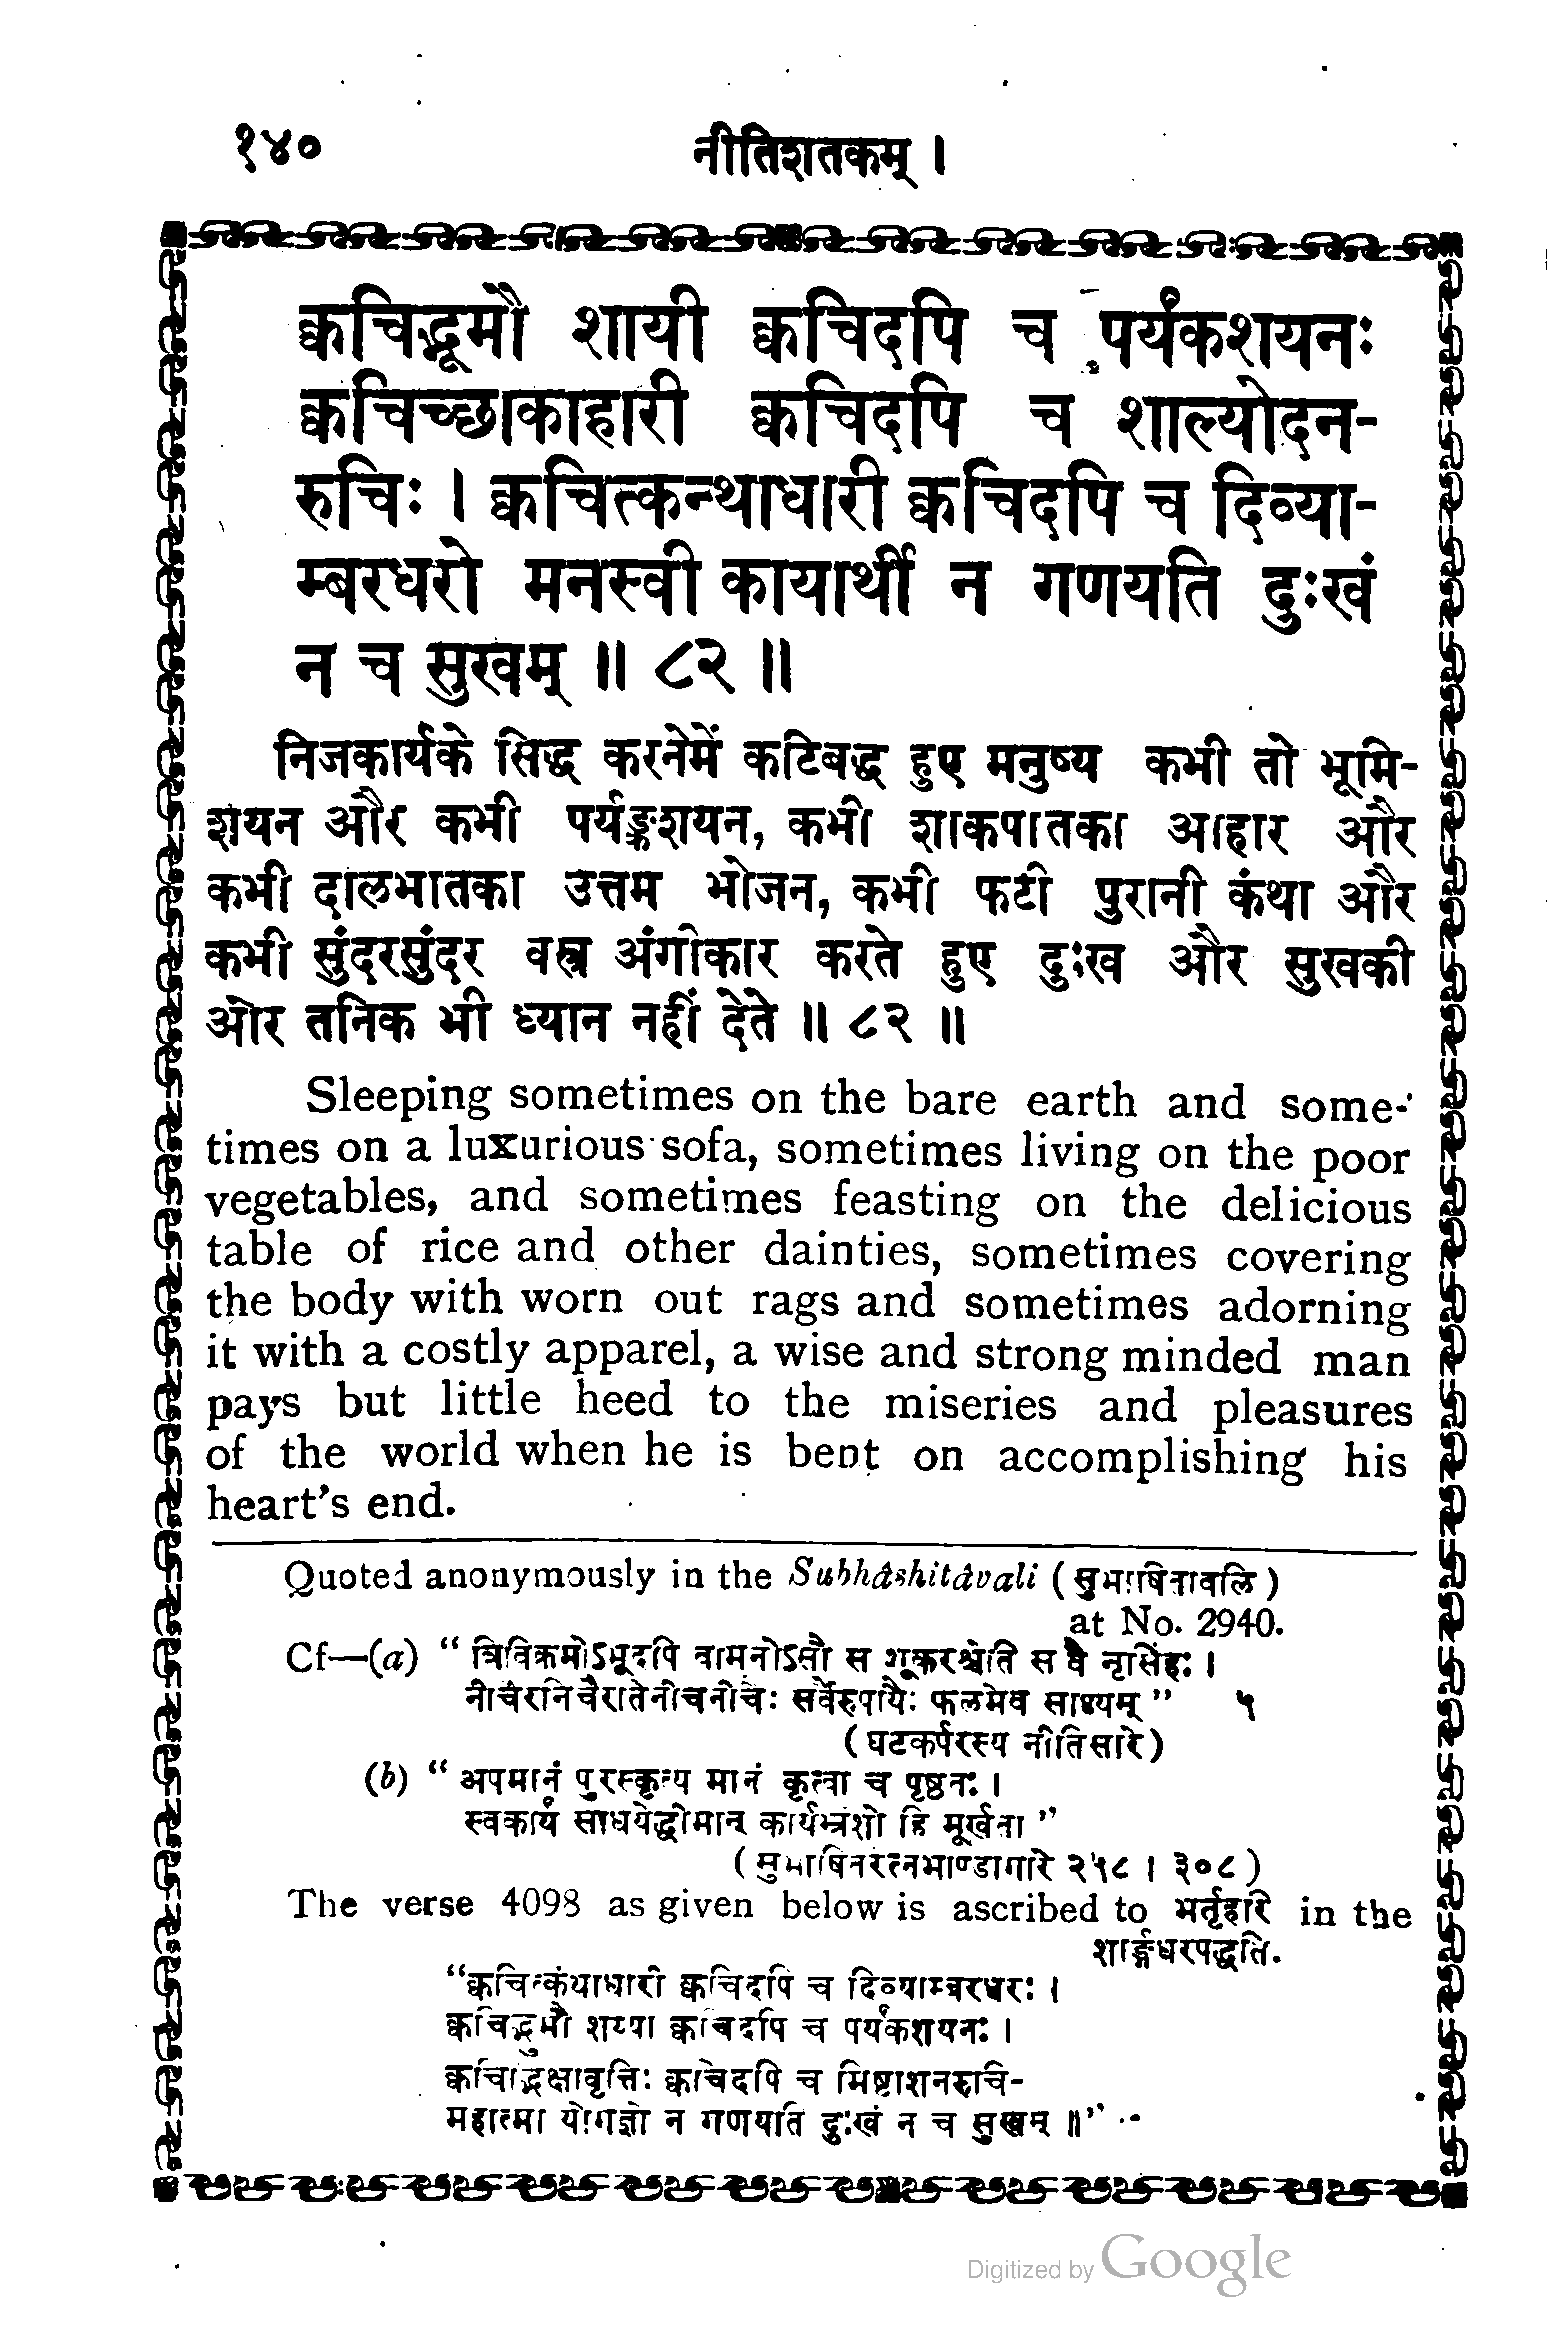 १४०
नीतिशतकम् ।
क्वचिद्भूमौ शायी क्वचिदपि च पर्यंकशयनः
क्वचिच्छाकाहारी क्वचिदपि च शाल्योदन-
रुचिः । क्वचित्कन्थाधारी क्वचिदपि च दिव्या-
म्बरधरो मनस्वी कायार्थी न गणयति दुःखं
न च सुखम् ॥ ८२ ॥
निजकार्यके सिद्ध करनेमें कटिबद्ध हुए मनुष्य कभी तो भूमि-
शयन और कभी पर्यङ्कशयन, कभी शाकपातका आहार और
कभी दालभातका उत्तम भोजन, कभी फटी पुरानी कंथा और
कभी सुंदरसुंदर वस्त्र अंगीकार करते हुए दुःख और सुखकी
ओर तनिक भी ध्यान नहीं देते ॥ ८२ ॥
Sleeping sometimes on the bare earth and some-
times on a luxurious sofa, sometimes living on the poor
vegetables, and sometimes feasting on the delicious
table of rice and other dainties, sometimes covering
the body with worn out rags and sometimes adorning
it with a costly apparel, a wise and strong minded man
pays but little heed to the miseries and pleasures
of the world when he is bent on accomplishing his
heart's end.
Quoted anonymously in the Subhâshitâvali ( सुभाषितावलि )
at No. 2940.
Cf—(a) “ त्रिविक्रमोऽभूदपि वामनोऽसौ स शूकरश्चेति स वै नृसिंहः ।
नीचैरनिचैरातिनीचनीचैः सर्वैरुपायैः फलमेव साध्यम् ” ५
( घटकर्परस्य नीतिसारे )
(b) “ अपमानं पुरस्कृत्य मानं कृत्वा च पृष्ठतः ।
स्वकार्यं साधयेद्धीमान् कार्यभ्रंशो हि मूर्खता ”
( सुभाषितरत्नभाण्डागारे २५८ । ३०८ )
The verse 4098 as given below is ascribed to भर्तृहरि in the
शार्ङ्गधरपद्धति.
“क्वचित्कंथाधारी क्वचिदपि च दिव्याम्बरधरः ।
क्वचिद्भूमौ शय्या क्वचिदपि च पर्यंकशयनः ।
क्वचिद्भिक्षावृत्तिः क्वचिदपि च मिष्टाशनरुचि-
महात्मा योगज्ञो न गणयति दुःखं न च सुखम् ॥”
Digitized by Google